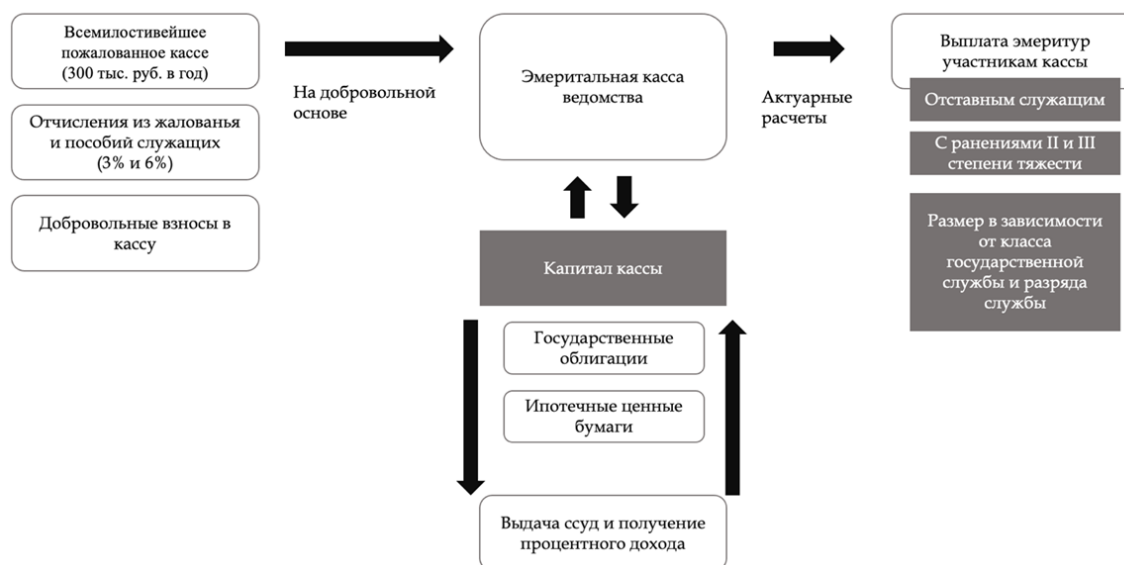 Всемилостивейшее
пожалованное кассе
(300 тыс. руб. в год)
Отчисления из жалованья
и пособий служащих
(3% и 6%)
Добровольные взносы в
кассу
На добровольной
основе
Эмеритальная касса
ведомства
Актуарные
расчеты
Выплата эмеритур
участникам кассы
Отставным служащим
С ранениями II и III
степени тяжести
Размер в зависимости
от класса
государственной
службы и разряда
службы
Капитал кассы
Государственные
облигации
Ипотечные ценные
бумаги
Выдача ссуд и получение
процентного дохода